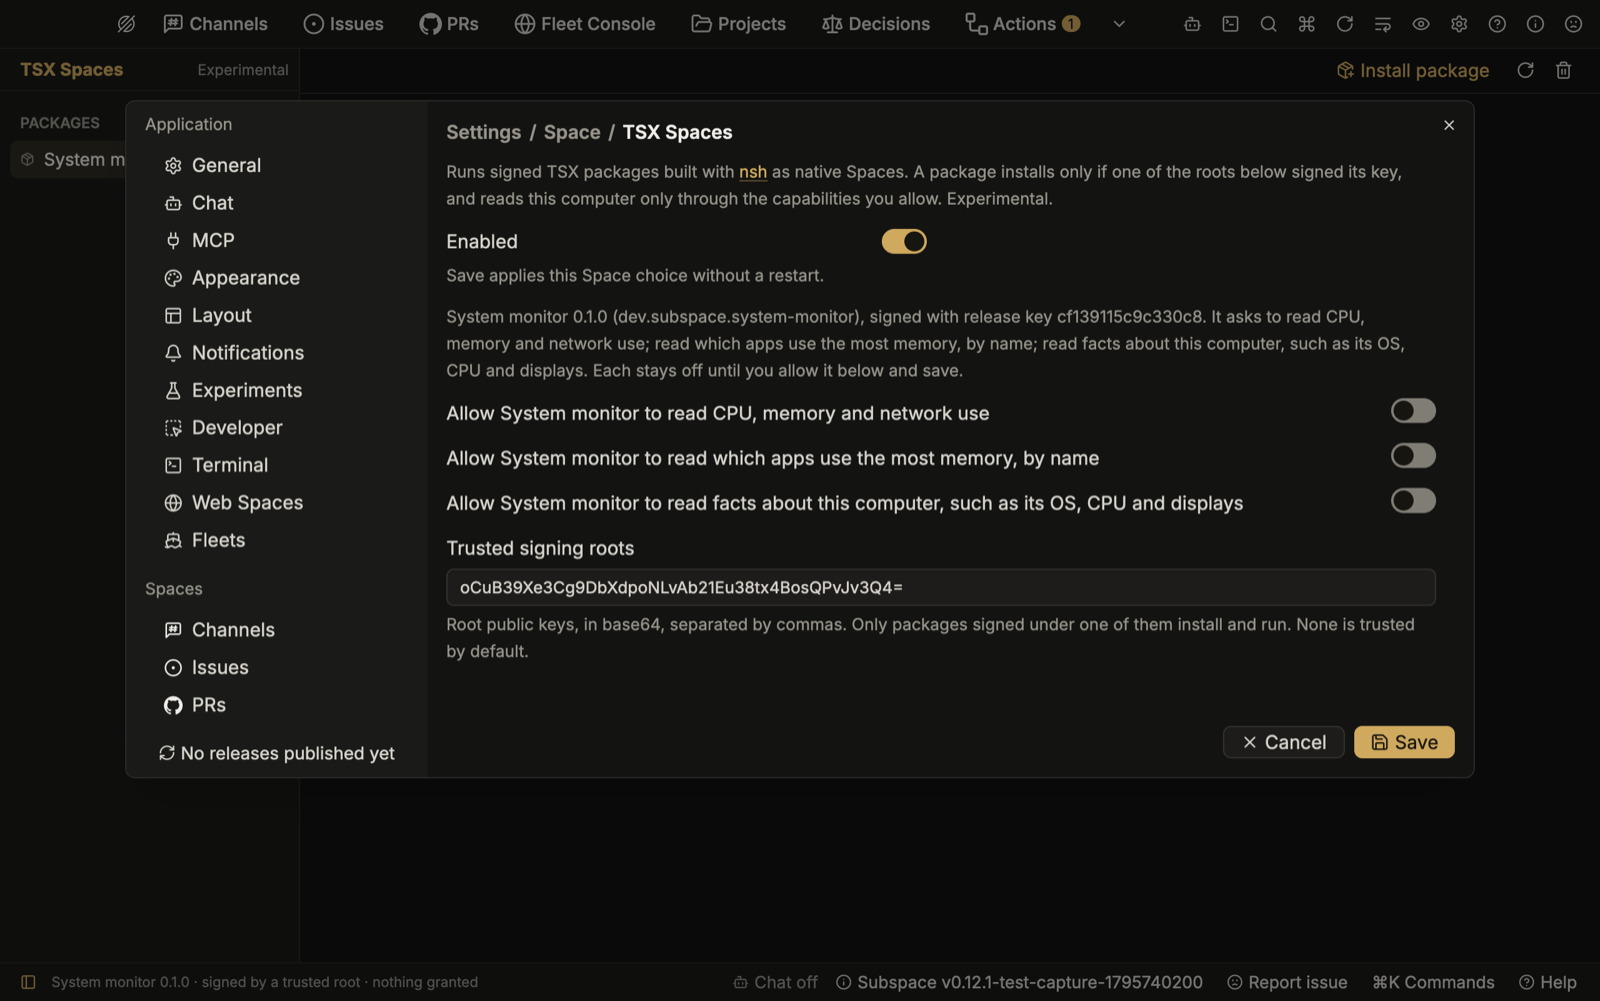 Channels
Issues
PRs
Fleet Console
Projects
Decisions
Actions 1
TSX Spaces
Experimental
Install package
PACKAGES
System m
Application
General
Chat
MCP
Appearance
Layout
Notifications
Experiments
Developer
Terminal
Web Spaces
Fleets
Spaces
Channels
Issues
PRs
No releases published yet
Settings / Space / TSX Spaces
Runs signed TSX packages built with nsh as native Spaces. A package installs only if one of the roots below signed its key,
and reads this computer only through the capabilities you allow. Experimental.
Enabled
Save applies this Space choice without a restart.
System monitor 0.1.0 (dev.subspace.system-monitor), signed with release key cf139115c9c330c8. It asks to read CPU,
memory and network use; read which apps use the most memory, by name; read facts about this computer, such as its OS,
CPU and displays. Each stays off until you allow it below and save.
Allow System monitor to read CPU, memory and network use
Allow System monitor to read which apps use the most memory, by name
Allow System monitor to read facts about this computer, such as its OS, CPU and displays
Trusted signing roots
oCuB39Xe3Cg9DbXdpoNLvAb21Eu38tx4BosQPvJv3Q4=
Root public keys, in base64, separated by commas. Only packages signed under one of them install and run. None is trusted
by default.
Cancel
Save
System monitor 0.1.0 · signed by a trusted root · nothing granted
Chat off
Subspace v0.12.1-test-capture-1795740200
Report issue
⌘K Commands
Help